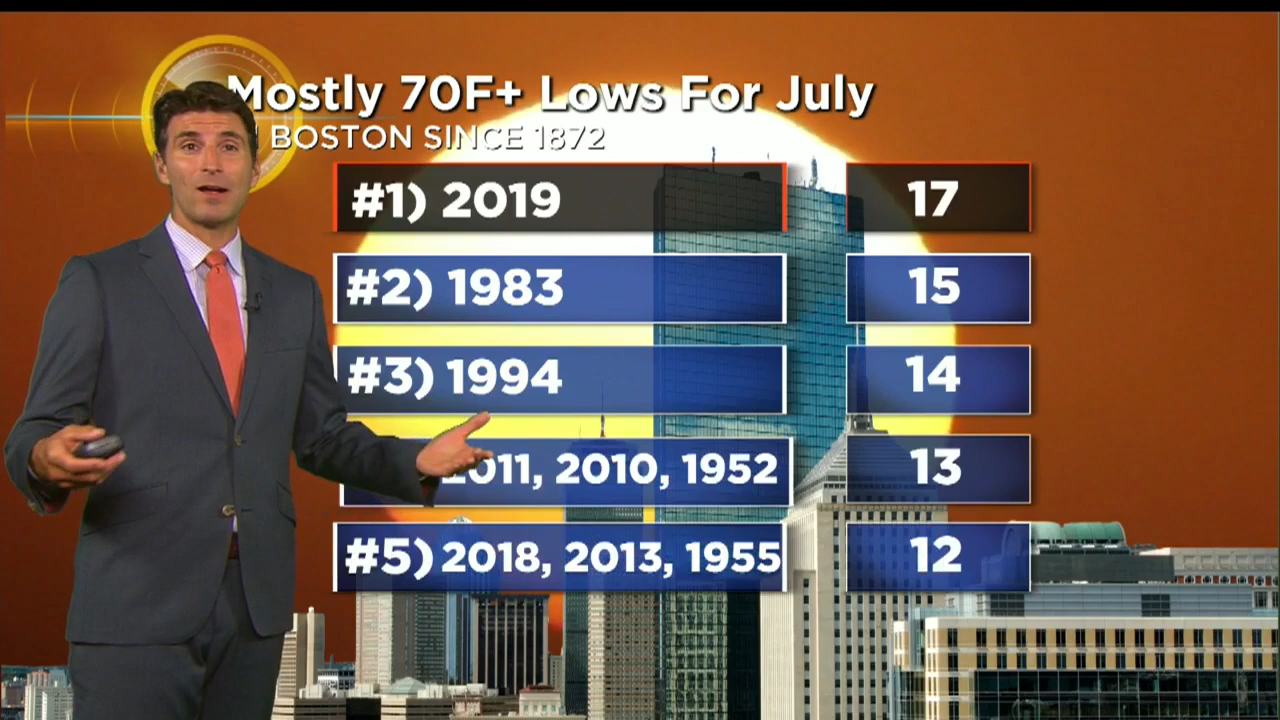 Mostly 70F+ Lows For July
BOSTON SINCE 1872
#1) 2019 17
#2) 1983 15
#3) 1994 14
2010, 1952 13
#5) 2018, 2013, 1955 12